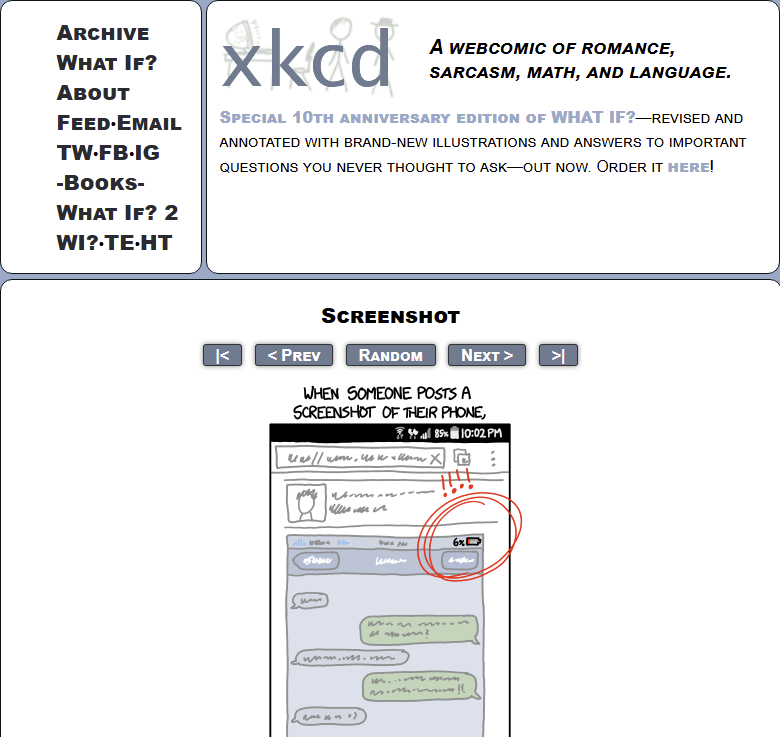 Archive
What If?
About
Feed·Email
TW·FB·IG
-Books-
What If? 2
WI?·TE·HT
xkcd
A webcomic of romance,
sarcasm, math, and language.
Special 10th anniversary edition of WHAT IF?—revised and
annotated with brand-new illustrations and answers to important
questions you never thought to ask—out now. Order it here!
Screenshot
|<
< Prev
Random
Next >
>|
WHEN SOMEONE POSTS A
SCREENSHOT OF THEIR PHONE,
85% 10:02 PM
!!!!
6%